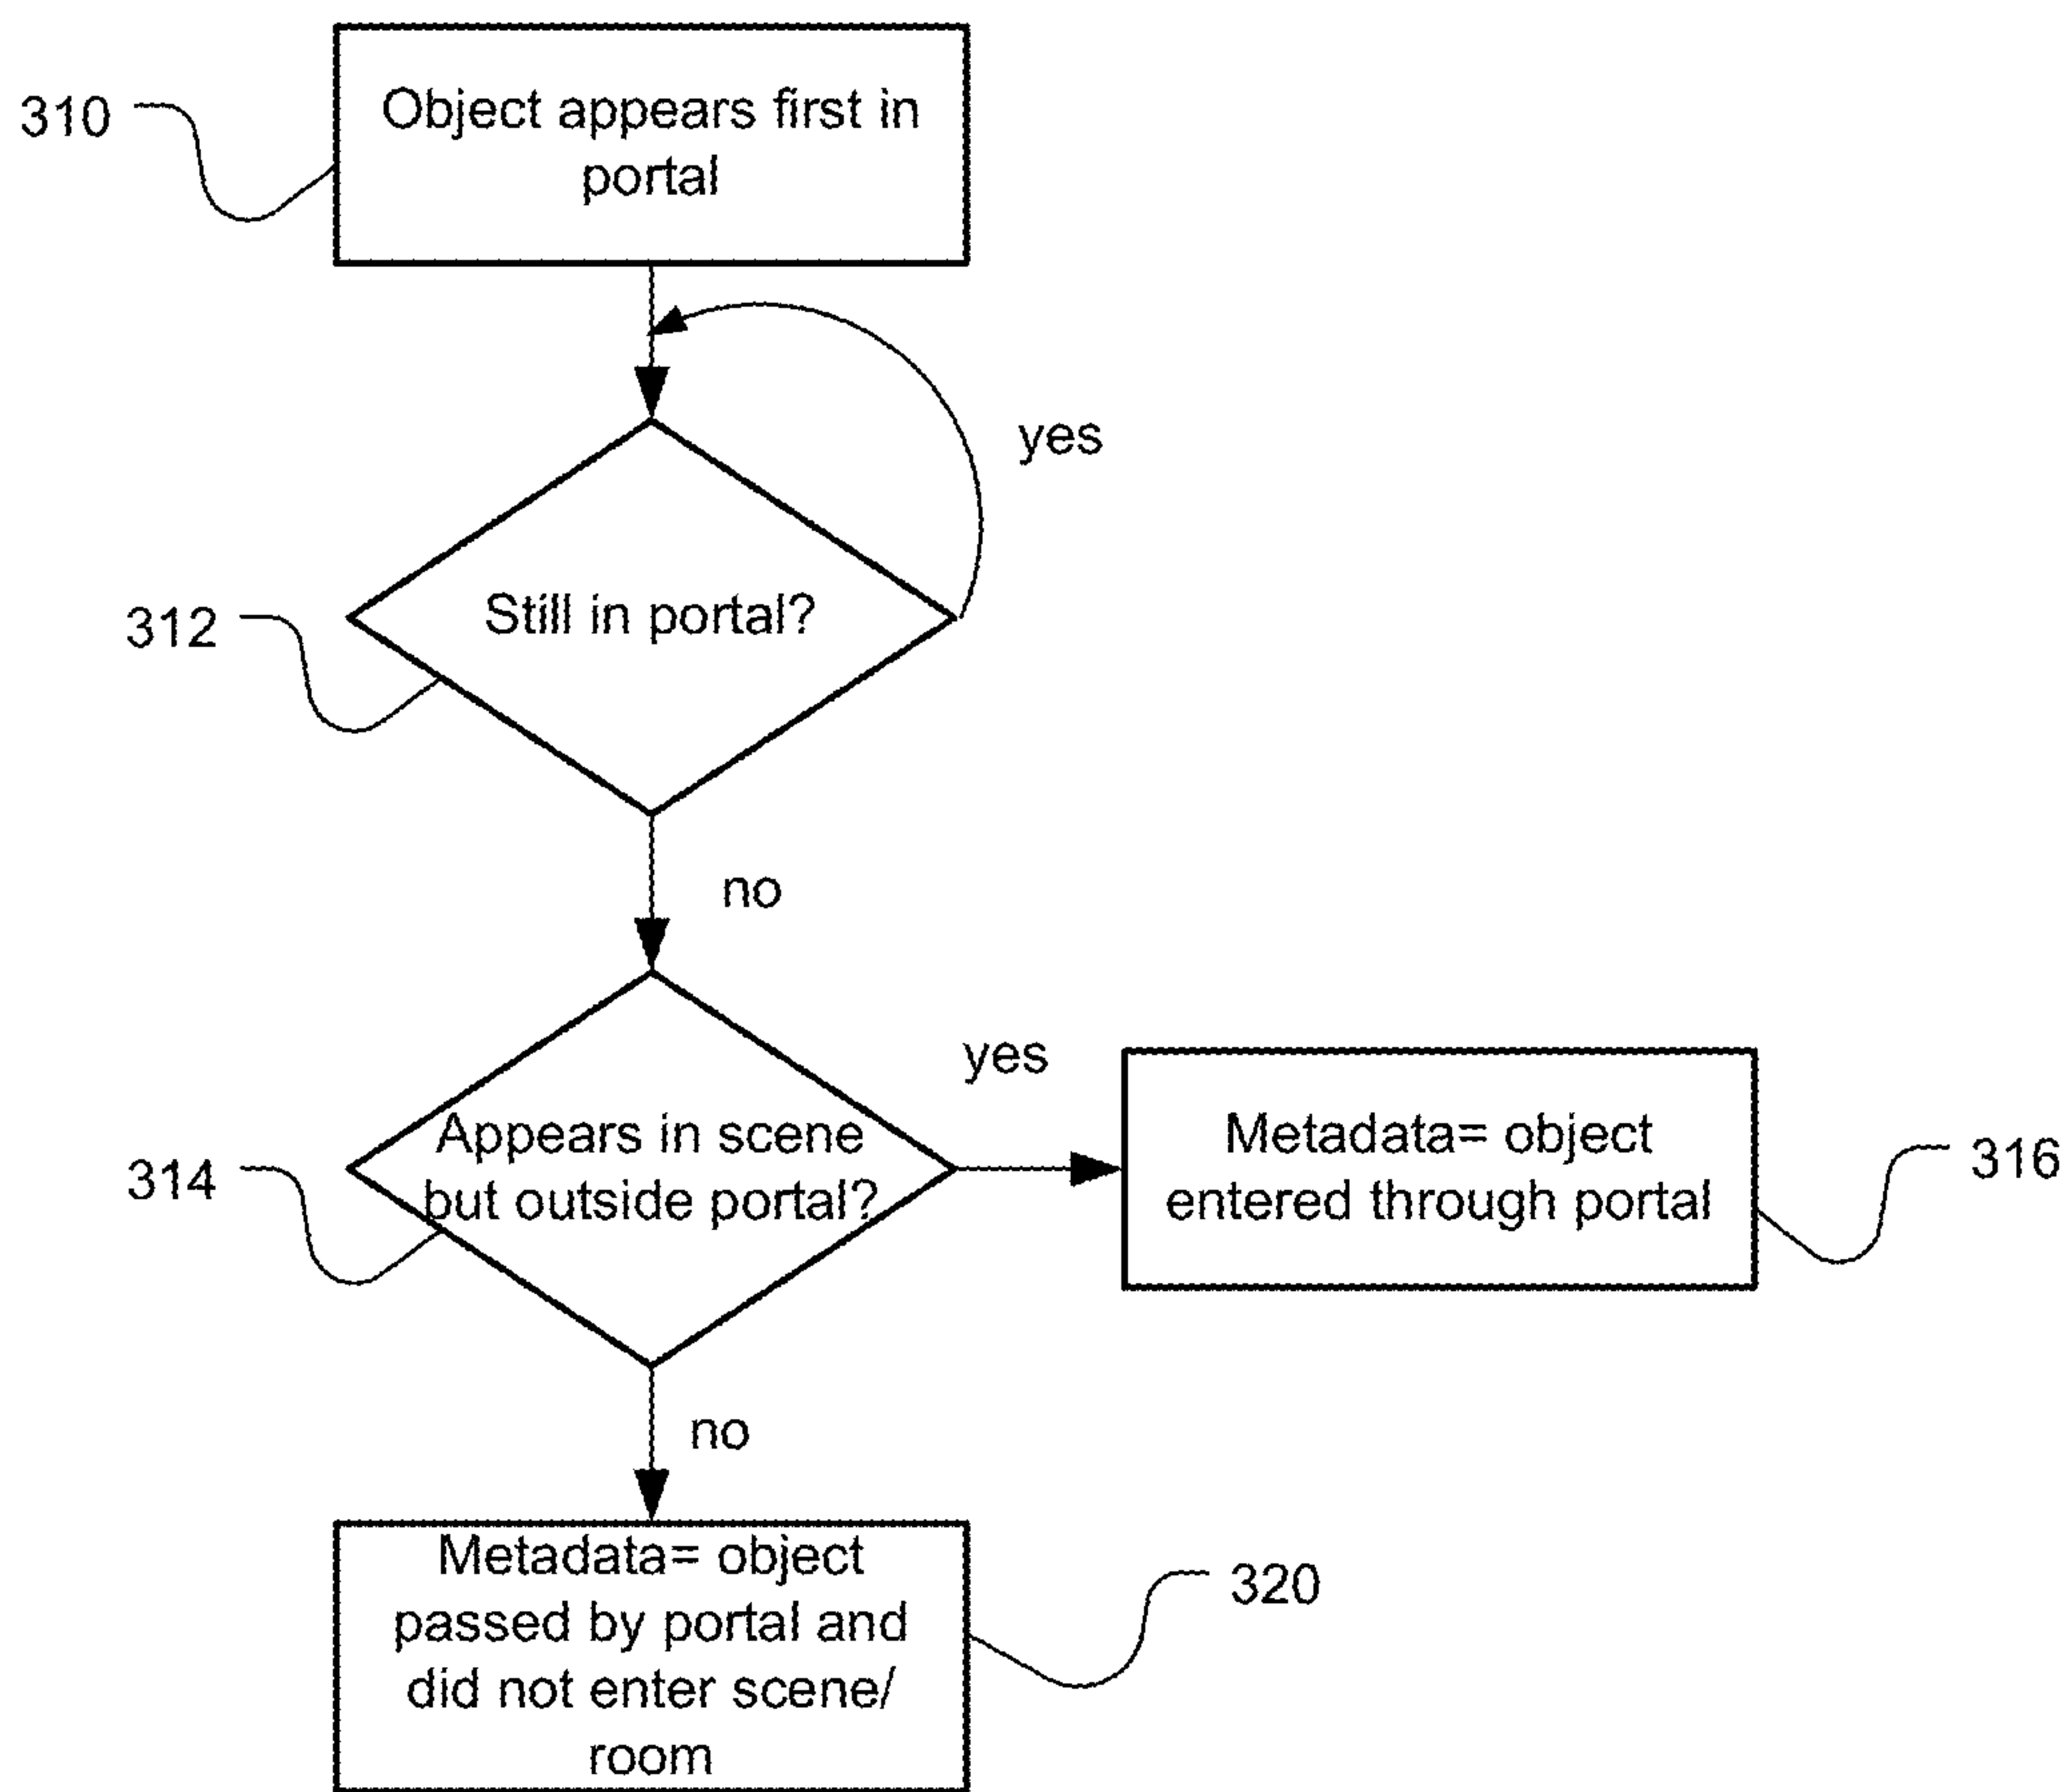 310
Object appears first in
portal
yes
312
Still in portal?
no
yes
314
Appears in scene
but outside portal?
Metadata= object
entered through portal
316
no
Metadata= object
passed by portal and
did not enter scene/
room
320